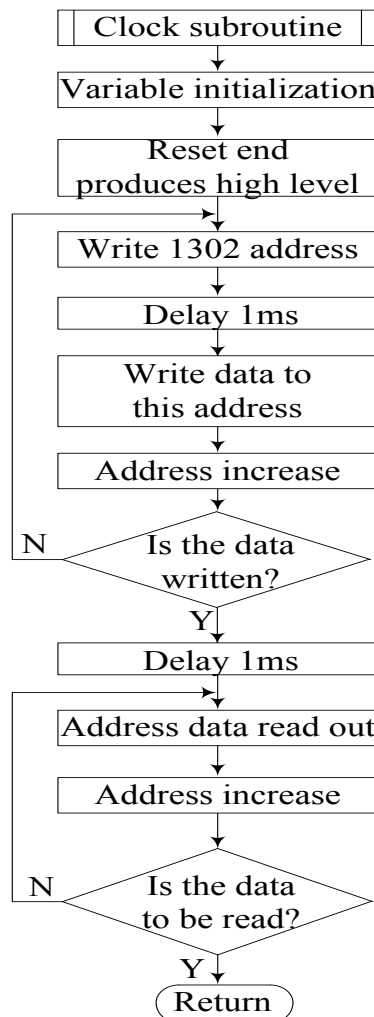 Clock subroutine
Variable initialization
Reset end
produces high level
Write 1302 address
Delay 1ms
Write data to
this address
Address increase
N
Is the data
written?
Y
Delay 1ms
Address data read out
Address increase
N
Is the data
to be read?
Y
Return